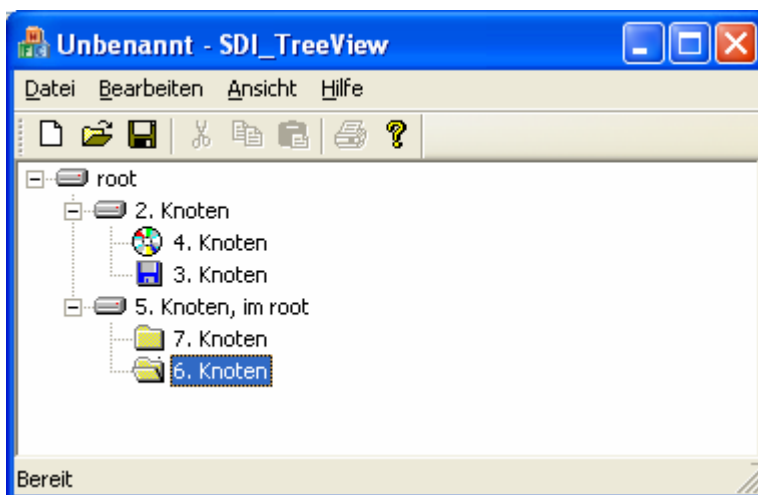 Unbenannt - SDI_TreeView
Datei Bearbeiten Ansicht Hilfe
root
2. Knoten
4. Knoten
3. Knoten
5. Knoten, im root
7. Knoten
6. Knoten
Bereit